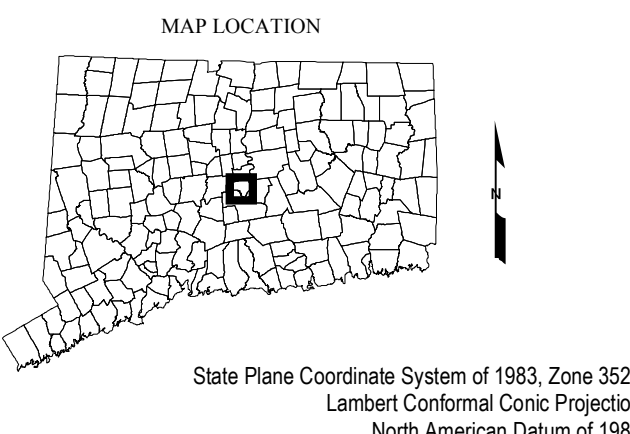 MAP LOCATION
N
State Plane Coordinate System of 1983, Zone 352
Lambert Conformal Conic Projectio
North American Datum of 198